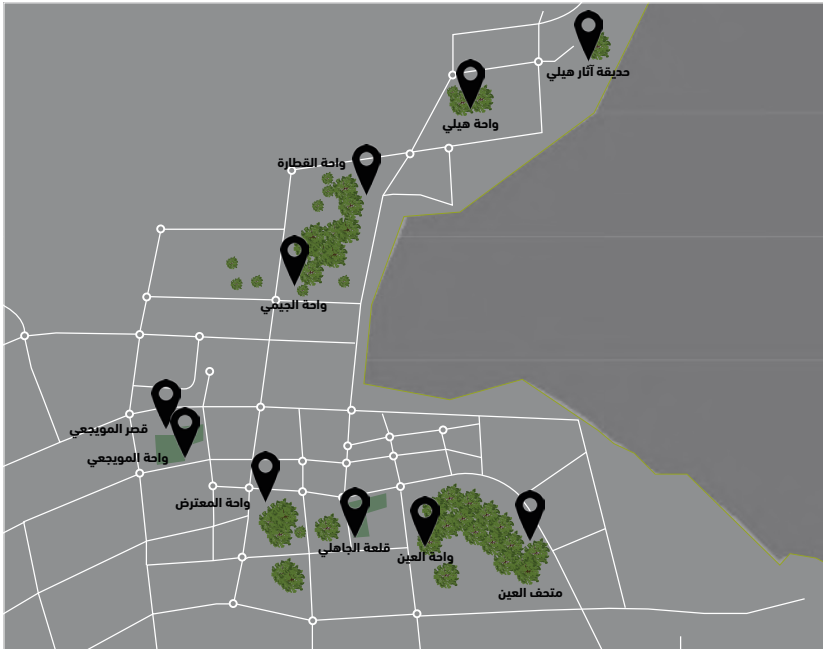 حديقة آثار هيلي
واحة هيلي
واحة القطارة
واحة الجيمي
قصر المويجعي
واحة المويجعي
واحة المعترض
قلعة الجاهلي
واحة العين
متحف العين